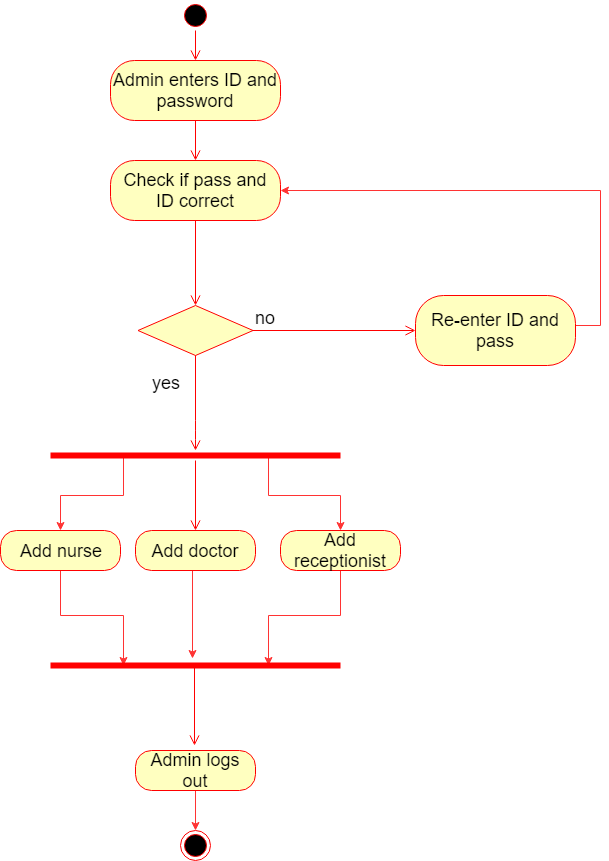 Admin enters ID and
password
Check if pass and
ID correct
no
Re-enter ID and
pass
yes
Add nurse
Add doctor
Add
receptionist
Admin logs
out